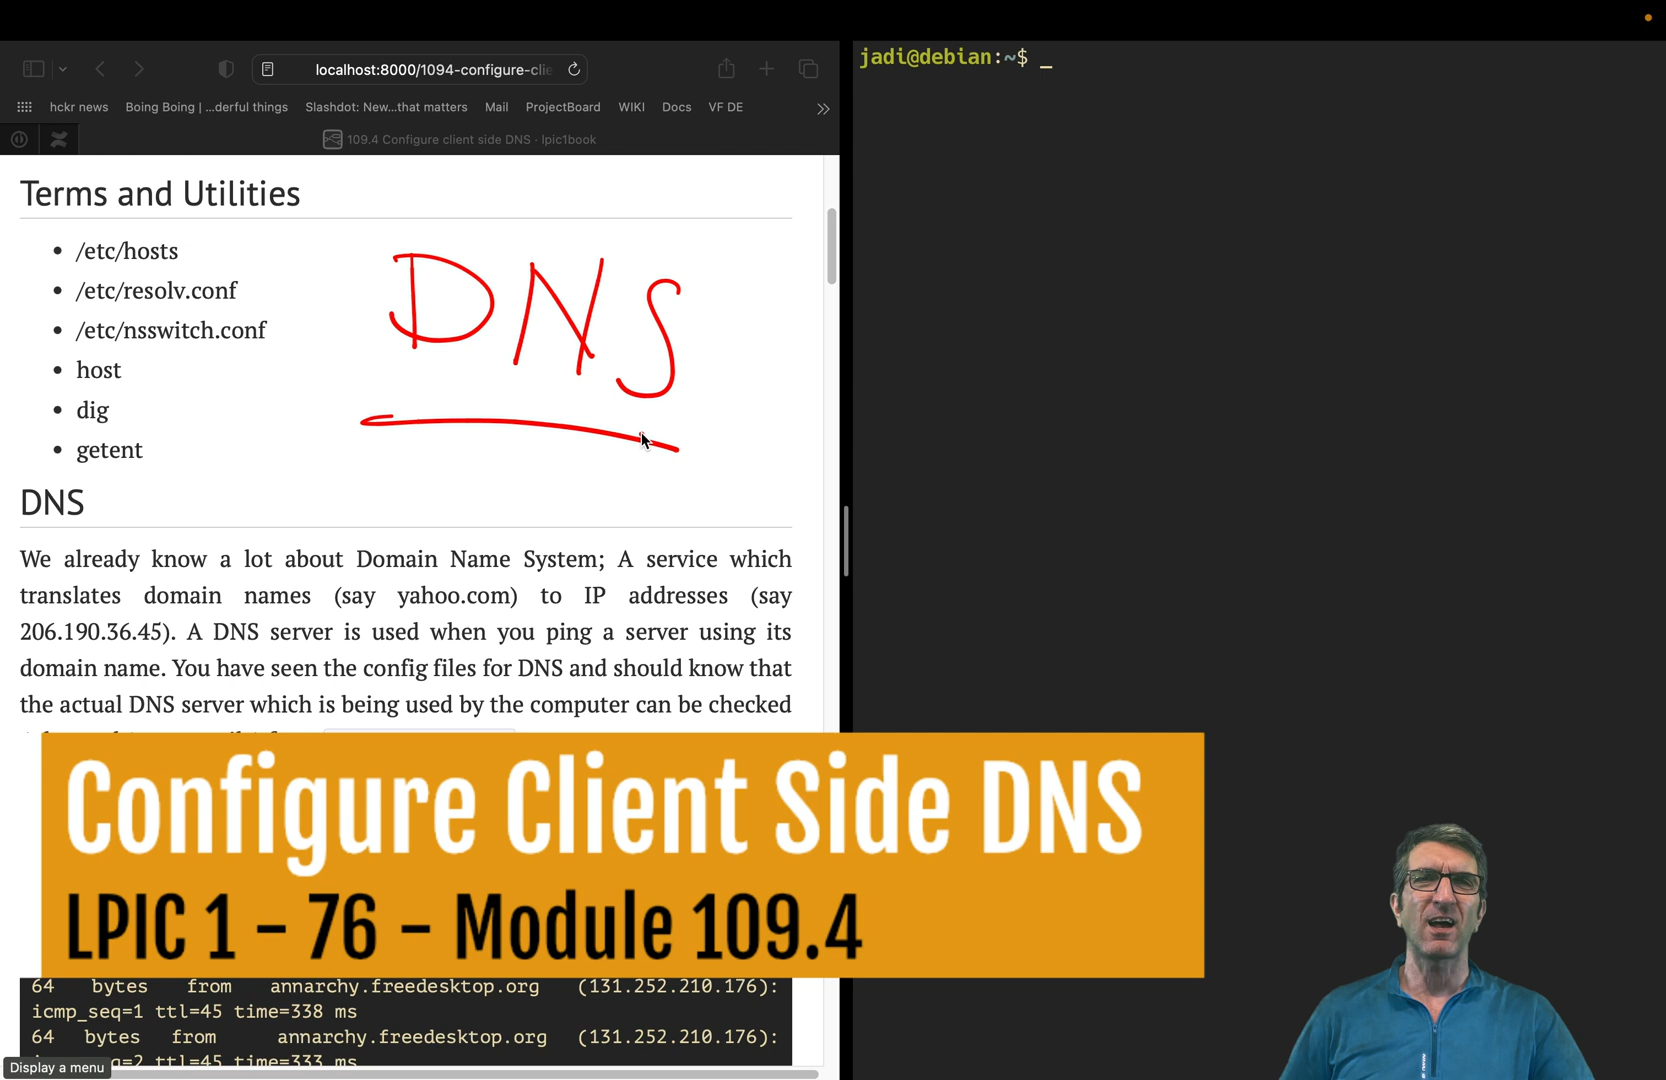 localhost:8000/1094-configure-clie
jadi@debian:~$ _
hckr news Boing Boing | ...derful things Slashdot: New...that matters Mail ProjectBoard WIKI Docs VF DE
109.4 Configure client side DNS · lpic1book
Terms and Utilities
• /etc/hosts
• /etc/resolv.conf
• /etc/nsswitch.conf
• host
• dig
• getent
DNS
DNS
We already know a lot about Domain Name System; A service which
translates domain names (say yahoo.com) to IP addresses (say
206.190.36.45). A DNS server is used when you ping a server using its
domain name. You have seen the config files for DNS and should know that
the actual DNS server which is being used by the computer can be checked
Configure Client Side DNS
LPIC 1 - 76 - Module 109.4
64 bytes from annarchy.freedesktop.org (131.252.210.176):
icmp_seq=1 ttl=45 time=338 ms
64 bytes from annarchy.freedesktop.org (131.252.210.176):
q=2 ttl=45 time=333 ms
Display a menu